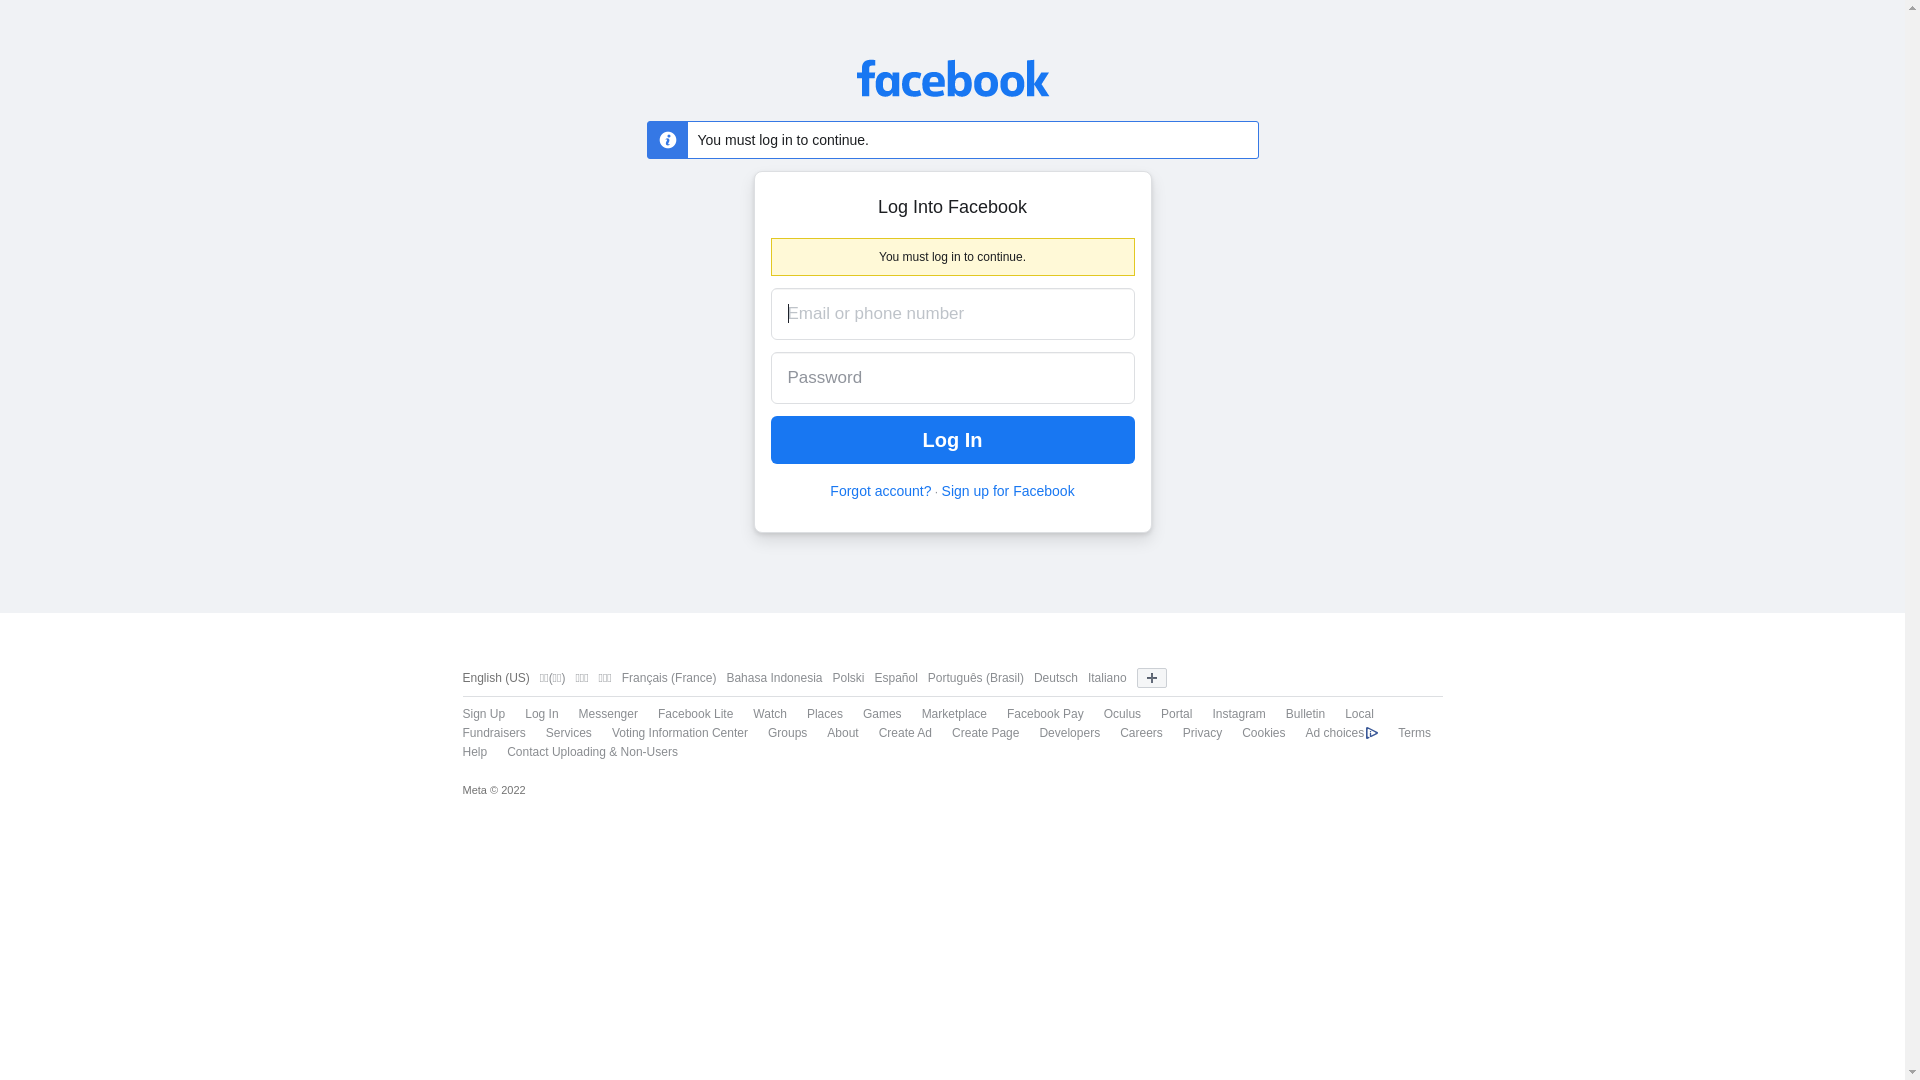 facebook
You must log in to continue.
Log Into Facebook
You must log in to continue.
Email or phone number
Password
Log In
Forgot account? · Sign up for Facebook
English (US) Français (France) Bahasa Indonesia Polski Español Português (Brasil) Deutsch Italiano
Sign Up Log In Messenger Facebook Lite Watch Places Games Marketplace Facebook Pay Oculus Portal Instagram Bulletin Local
Fundraisers Services Voting Information Center Groups About Create Ad Create Page Developers Careers Privacy Cookies Ad choices Terms
Help Contact Uploading & Non-Users
Meta © 2022